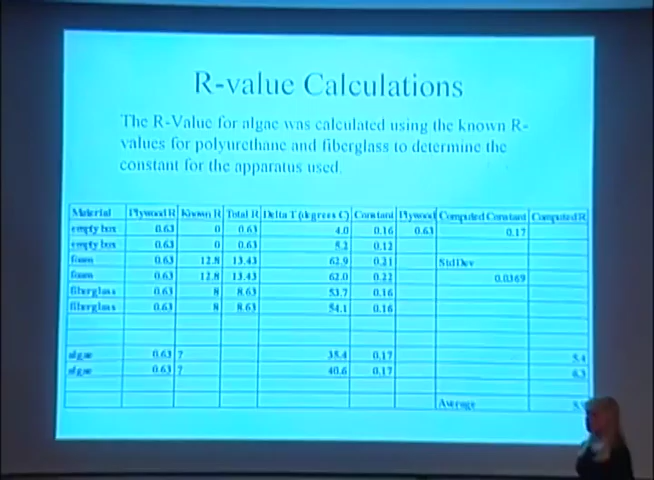 R-value Calculations
The R-Value for algae was calculated using the known R-
values for polyurethane and fiberglass to determine the
constant for the apparatus used.
Material Plywood R Known R Total R Delta T (degrees C) Constant Plywood Computed Constant Computed R
empty box 0.63 0 0.63 4.0 0.16 0.63 0.17
empty box 0.63 0 0.63 5.2 0.12
foam 0.63 12.8 13.43 62.9 0.21 Std Dev
foam 0.63 12.8 13.43 62.0 0.22 0.0369
fiberglass 0.63 8 8.63 53.7 0.16
fiberglass 0.63 8 8.63 54.1 0.16
algae 0.63 ? 35.4 0.17 5.4
algae 0.63 ? 40.6 0.17 6.3
Average